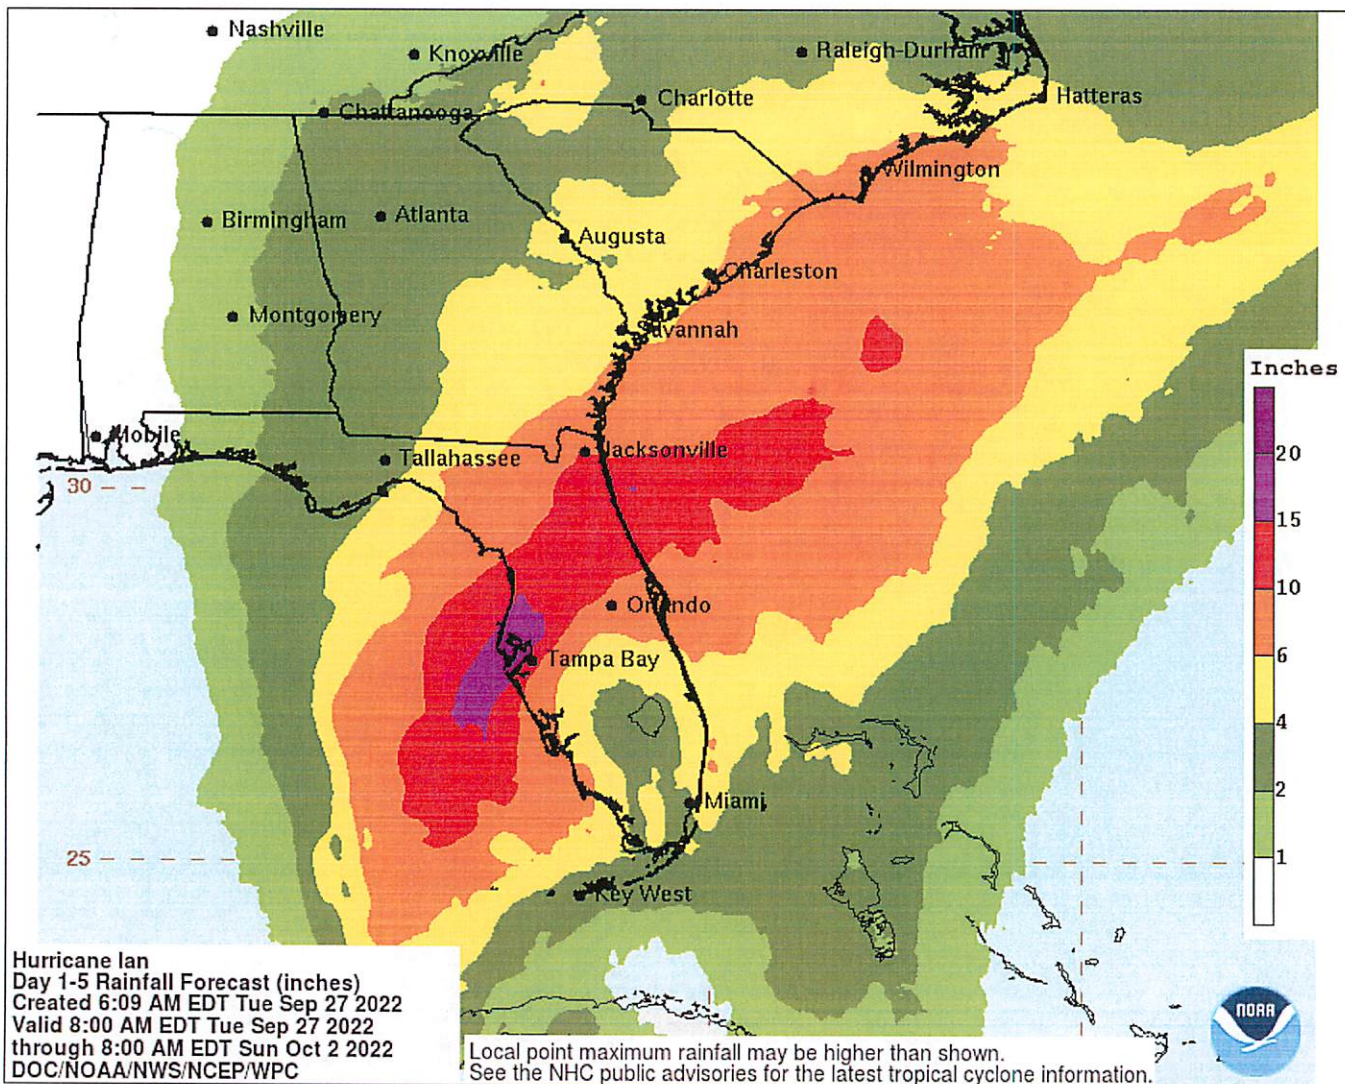 Nashville
Knoxville
Raleigh-Durham
Chattanooga
Charlotte
Hatteras
Wilmington
Birmingham
Atlanta
Augusta
Charleston
Montgomery
Savannah
Inches
Mobile
Tallahassee
Jacksonville
20
30
15
10
Orlando
6
Tampa Bay
4
2
Miami
25
1
Key West
Hurricane Ian
Day 1-5 Rainfall Forecast (inches)
Created 6:09 AM EDT Tue Sep 27 2022
Valid 8:00 AM EDT Tue Sep 27 2022
through 8:00 AM EDT Sun Oct 2 2022
DOC/NOAA/NWS/NCEP/WPC
Local point maximum rainfall may be higher than shown.
See the NHC public advisories for the latest tropical cyclone information.
NOAA